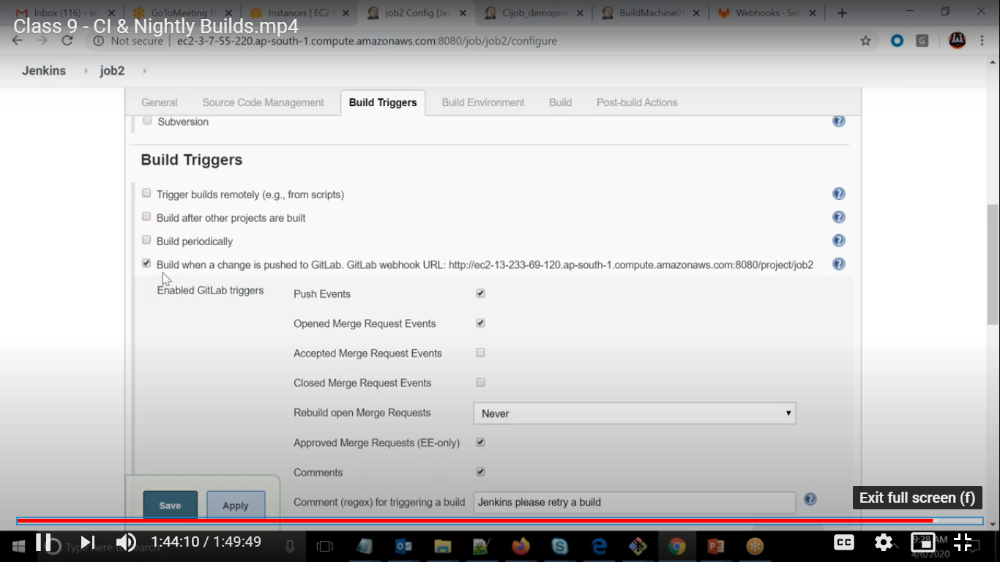 Inbox (116) - sc
GoToMeeting H
Instances | EC2
job2 Config [Jen
CIjob_demoproj
BuildMachine01
Webhooks · Set
Class 9 - CI & Nightly Builds.mp4
Not secure | ec2-3-7-55-220.ap-south-1.compute.amazonaws.com:8080/job/job2/configure
Jenkins
job2
General
Source Code Management
Build Triggers
Build Environment
Build
Post-build Actions
Subversion
Build Triggers
Trigger builds remotely (e.g., from scripts)
Build after other projects are built
Build periodically
Build when a change is pushed to GitLab. GitLab webhook URL: http://ec2-13-233-69-120.ap-south-1.compute.amazonaws.com:8080/project/job2
Enabled GitLab triggers
Push Events
Opened Merge Request Events
Accepted Merge Request Events
Closed Merge Request Events
Rebuild open Merge Requests
Never
Approved Merge Requests (EE-only)
Comments
Comment (regex) for triggering a build
Jenkins please retry a build
Save
Apply
Exit full screen (f)
1:44:10 / 1:49:49
Type here to search
CC
9:28 AM
4/6/2020